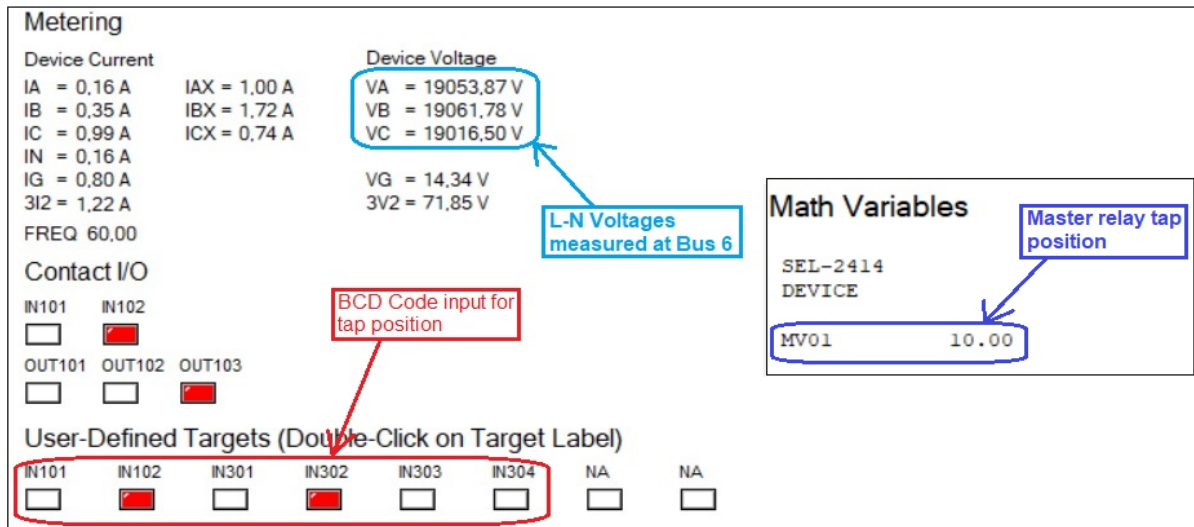 Metering
Device Current
IA = 0,16 A
IB = 0,35 A
IC = 0,99 A
IN = 0,16 A
IG = 0,80 A
3I2 = 1,22 A
FREQ 60,00
IAX = 1,00 A
IBX = 1,72 A
ICX = 0,74 A
Device Voltage
VA = 19053,87 V
VB = 19061,78 V
VC = 19016,50 V
VG = 14,34 V
3V2 = 71,85 V
L-N Voltages
measured at Bus 6
Contact I/O
IN101 IN102
OUT101 OUT102 OUT103
BCD Code input for
tap position
User-Defined Targets (Double-Click on Target Label)
IN101 IN102 IN301 IN302 IN303 IN304 NA NA
Math Variables
Master relay tap
position
SEL-2414
DEVICE
MV01 10.00